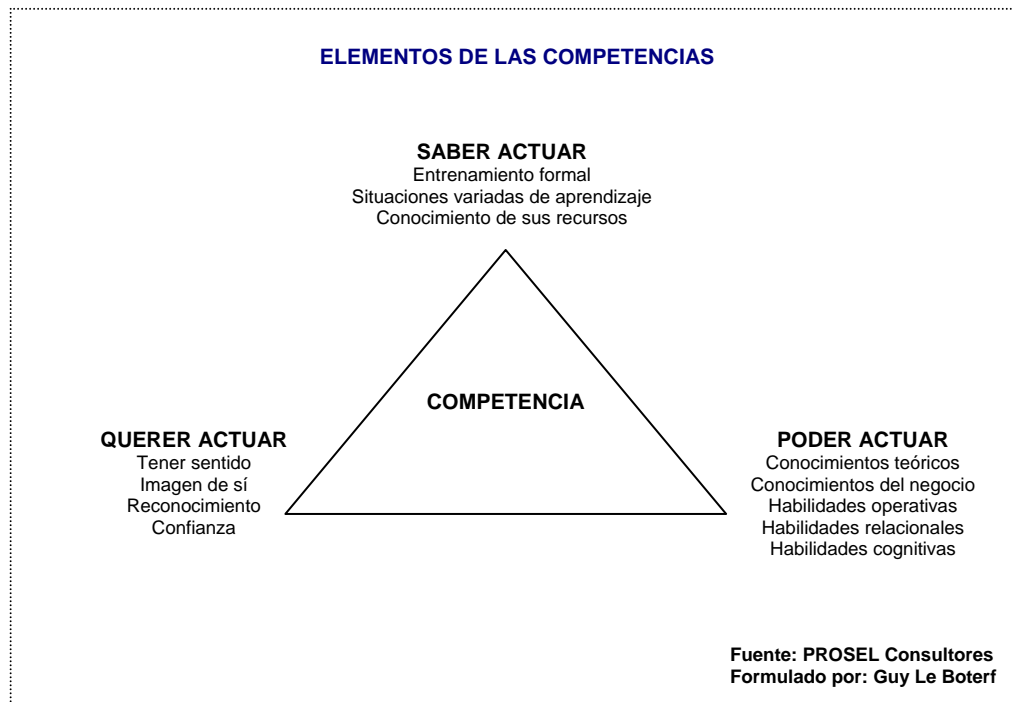 ELEMENTOS DE LAS COMPETENCIAS
SABER ACTUAR
Entrenamiento formal
Situaciones variadas de aprendizaje
Conocimiento de sus recursos
COMPETENCIA
QUERER ACTUAR
Tener sentido
Imagen de sí
Reconocimiento
Confianza
PODER ACTUAR
Conocimientos teóricos
Conocimientos del negocio
Habilidades operativas
Habilidades relacionales
Habilidades cognitivas
Fuente: PROSEL Consultores
Formulado por: Guy Le Boterf